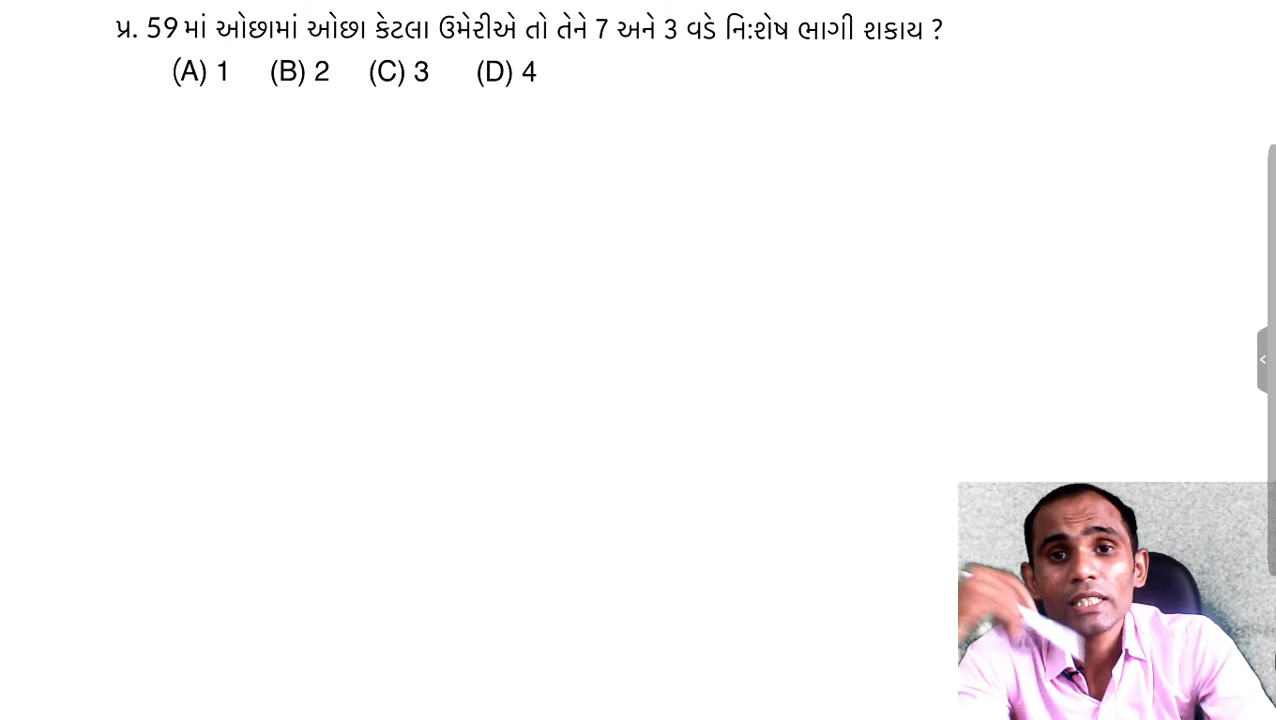 પ્ર. 59 માં ઓછામાં ઓછા કેટલા ઉમેરીએ તો તેને 7 અને 3 વડે નિ:શેષ ભાગી શકાય ?
(A) 1 (B) 2 (C) 3 (D) 4